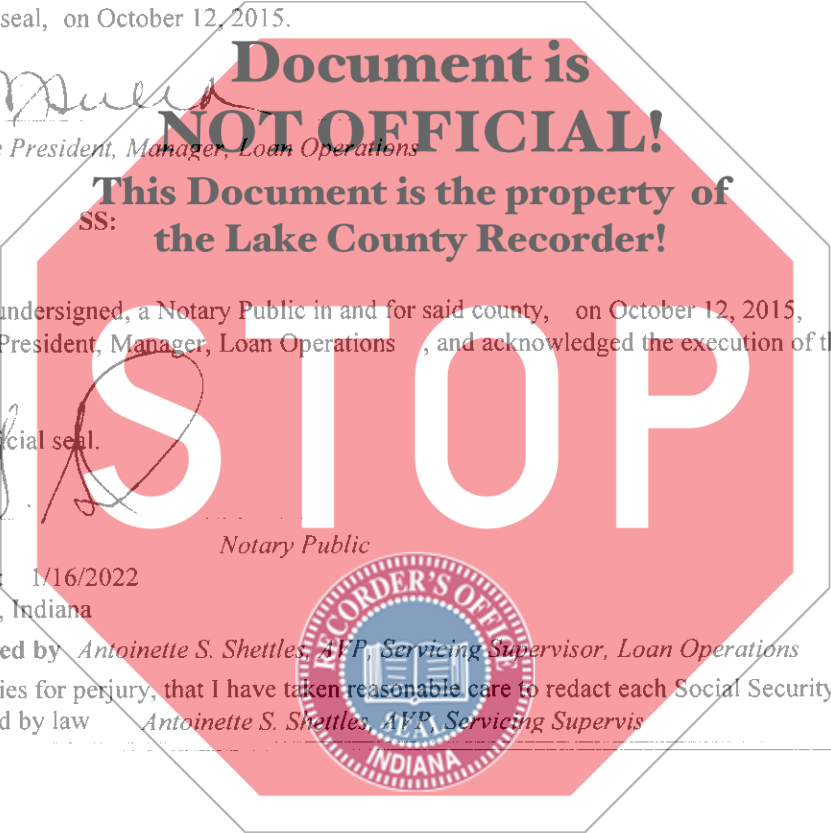 seal, on October 12, 2015.
Document is
NOT OFFICIAL!
President, Manager, Loan Operations
This Document is the property of
SS:
the Lake County Recorder!
undersigned, a Notary Public in and for said county, on October 12, 2015,
President, Manager, Loan Operations , and acknowledged the execution of th
STOP
icial seal.
Notary Public
: 1/16/2022
, Indiana
RECORDER'S OFFICE
ed by Antoinette S. Shettles, AVP, Servicing Supervisor, Loan Operations
ies for perjury, that I have taken reasonable care to redact each Social Security
d by law Antoinette S. Shettles, AVP, Servicing Supervis
SEAL
INDIANA